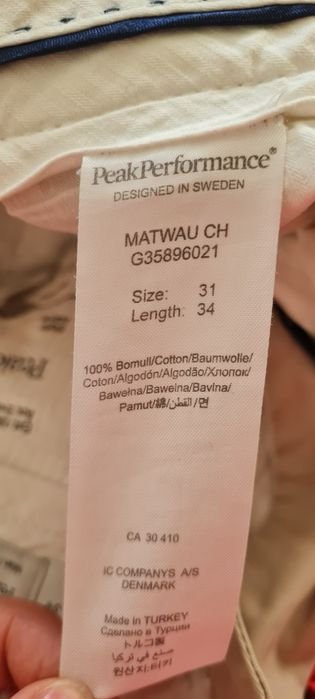 PeakPerformance®
DESIGNED IN SWEDEN
MATWAU CH
G35896021
Size: 31
Length: 34
100% Bomull/Cotton/Baumwolle/
Coton/Algodón/Algodão/Хлопок/
Bawełna/Bawelna/Bavlna/
Pamut/綿/القطن/면
CA 30 410
IC COMPANYS A/S
DENMARK
Made in TURKEY
Сделано в Турции
トルコ製
صنع في تركيا
원산지:터키